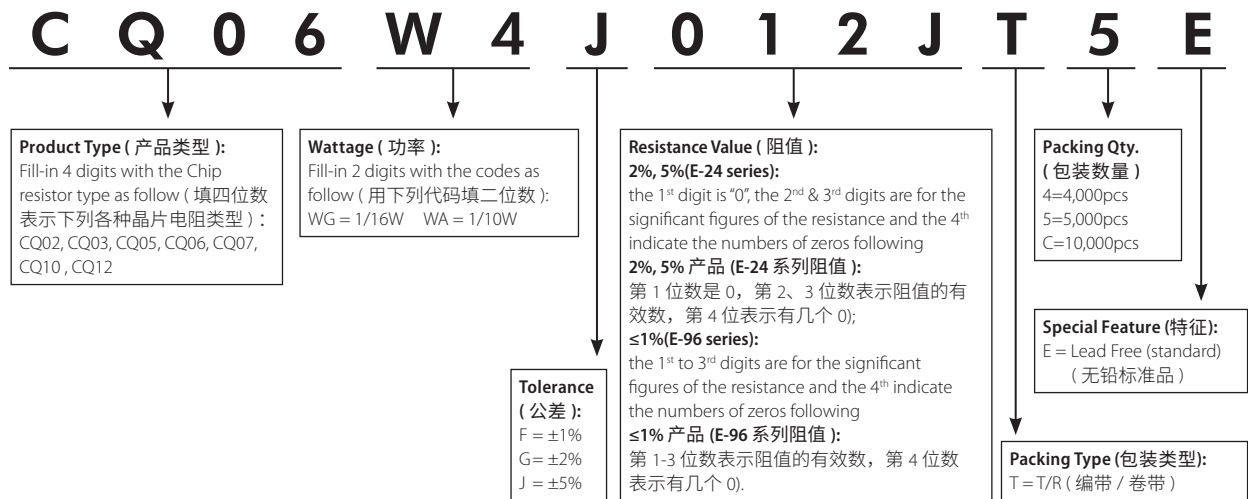 C Q 0 6 W 4 J 0 1 2 J T 5 E
Product Type ( 产品类型 ):
Fill-in 4 digits with the Chip
resistor type as follow ( 填四位数
表示下列各种晶片电阻类型 ) :
CQ02, CQ03, CQ05, CQ06, CQ07,
CQ10 , CQ12
Wattage ( 功率 ):
Fill-in 2 digits with the codes as
follow ( 用下列代码填二位数 ):
WG = 1/16W WA = 1/10W
Tolerance
( 公差 ):
F = ±1%
G= ±2%
J = ±5%
Resistance Value ( 阻值 ):
2%, 5%(E-24 series):
the 1st digit is “0”, the 2nd & 3rd digits are for the
significant figures of the resistance and the 4th
indicate the numbers of zeros following
2%, 5% 产品 (E-24 系列阻值 ):
第 1 位数是 0，第 2、3 位数表示阻值的有
效数，第 4 位表示有几个 0);
≤1%(E-96 series):
the 1st to 3rd digits are for the significant
figures of the resistance and the 4th indicate
the numbers of zeros following
≤1% 产品 (E-96 系列阻值 ):
第 1-3 位数表示阻值的有效数，第 4 位数
表示有几个 0).
Packing Qty.
( 包装数量 )
4=4,000pcs
5=5,000pcs
C=10,000pcs
Special Feature (特征):
E = Lead Free (standard)
( 无铅标准品 )
Packing Type (包装类型):
T = T/R ( 编带 / 卷带 )